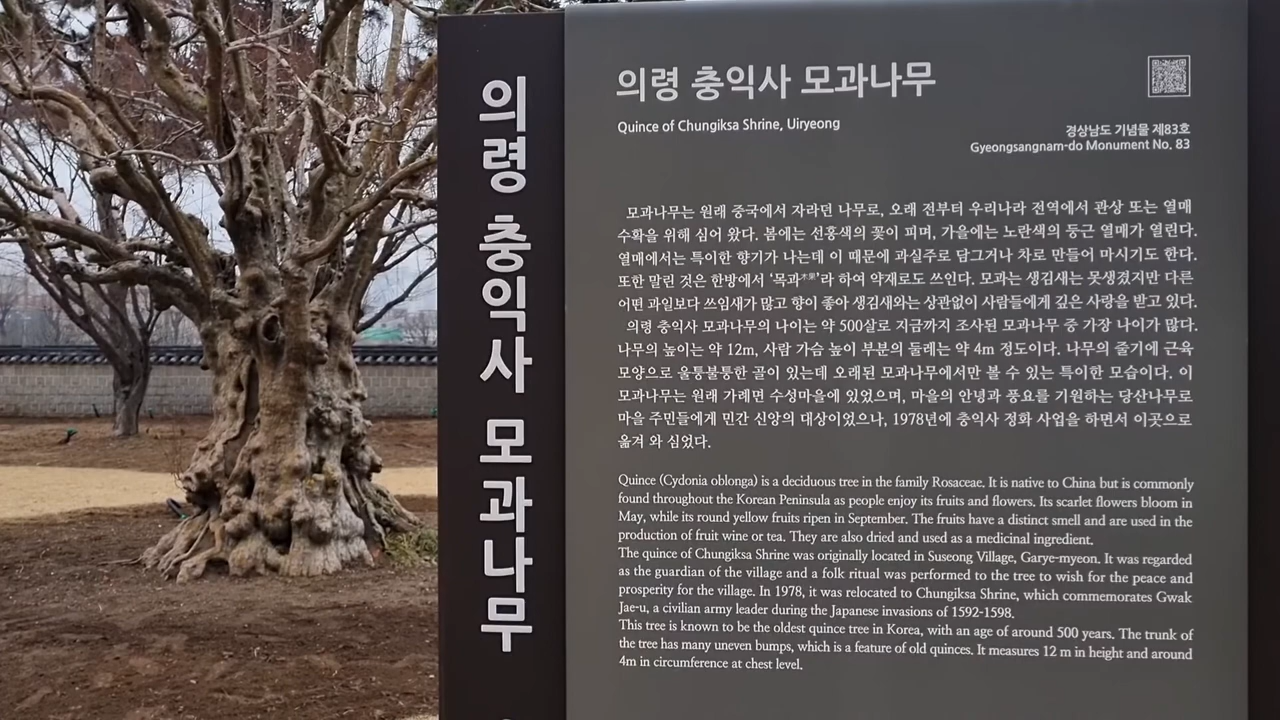 의령 충익사 모과나무
의령 충익사 모과나무
Quince of Chungiksa Shrine, Uiryeong
경상남도 기념물 제83호
Gyeongsangnam-do Monument No. 83
모과나무는 원래 중국에서 자라던 나무로, 오래 전부터 우리나라 전역에서 관상 또는 열매
수확을 위해 심어 왔다. 봄에는 선홍색의 꽃이 피며, 가을에는 노란색의 둥근 열매가 열린다.
열매에서는 특이한 향기가 나는데 이 때문에 과실주로 담그거나 차로 만들어 마시기도 한다.
또한 말린 것은 한방에서 '목과木果'라 하여 약재로도 쓰인다. 모과는 생김새는 못생겼지만 다른
어떤 과일보다 쓰임새가 많고 향이 좋아 생김새와는 상관없이 사람들에게 깊은 사랑을 받고 있다.
의령 충익사 모과나무의 나이는 약 500살로 지금까지 조사된 모과나무 중 가장 나이가 많다.
나무의 높이는 약 12m, 사람 가슴 높이 부분의 둘레는 약 4m 정도이다. 나무의 줄기에 근육
모양으로 울퉁불퉁한 골이 있는데 오래된 모과나무에서만 볼 수 있는 특이한 모습이다. 이
모과나무는 원래 가례면 수성마을에 있었으며, 마을의 안녕과 풍요를 기원하는 당산나무로
마을 주민들에게 민간 신앙의 대상이었으나, 1978년에 충익사 정화 사업을 하면서 이곳으로
옮겨 와 심었다.
Quince (Cydonia oblonga) is a deciduous tree in the family Rosaceae. It is native to China but is commonly
found throughout the Korean Peninsula as people enjoy its fruits and flowers. Its scarlet flowers bloom in
May, while its round yellow fruits ripen in September. The fruits have a distinct smell and are used in the
production of fruit wine or tea. They are also dried and used as a medicinal ingredient.
The quince of Chungiksa Shrine was originally located in Suseong Village, Garye-myeon. It was regarded
as the guardian of the village and a folk ritual was performed to the tree to wish for the peace and
prosperity for the village. In 1978, it was relocated to Chungiksa Shrine, which commemorates Gwak
Jae-u, a civilian army leader during the Japanese invasions of 1592-1598.
This tree is known to be the oldest quince tree in Korea, with an age of around 500 years. The trunk of
the tree has many uneven bumps, which is a feature of old quinces. It measures 12 m in height and around
4m in circumference at chest level.